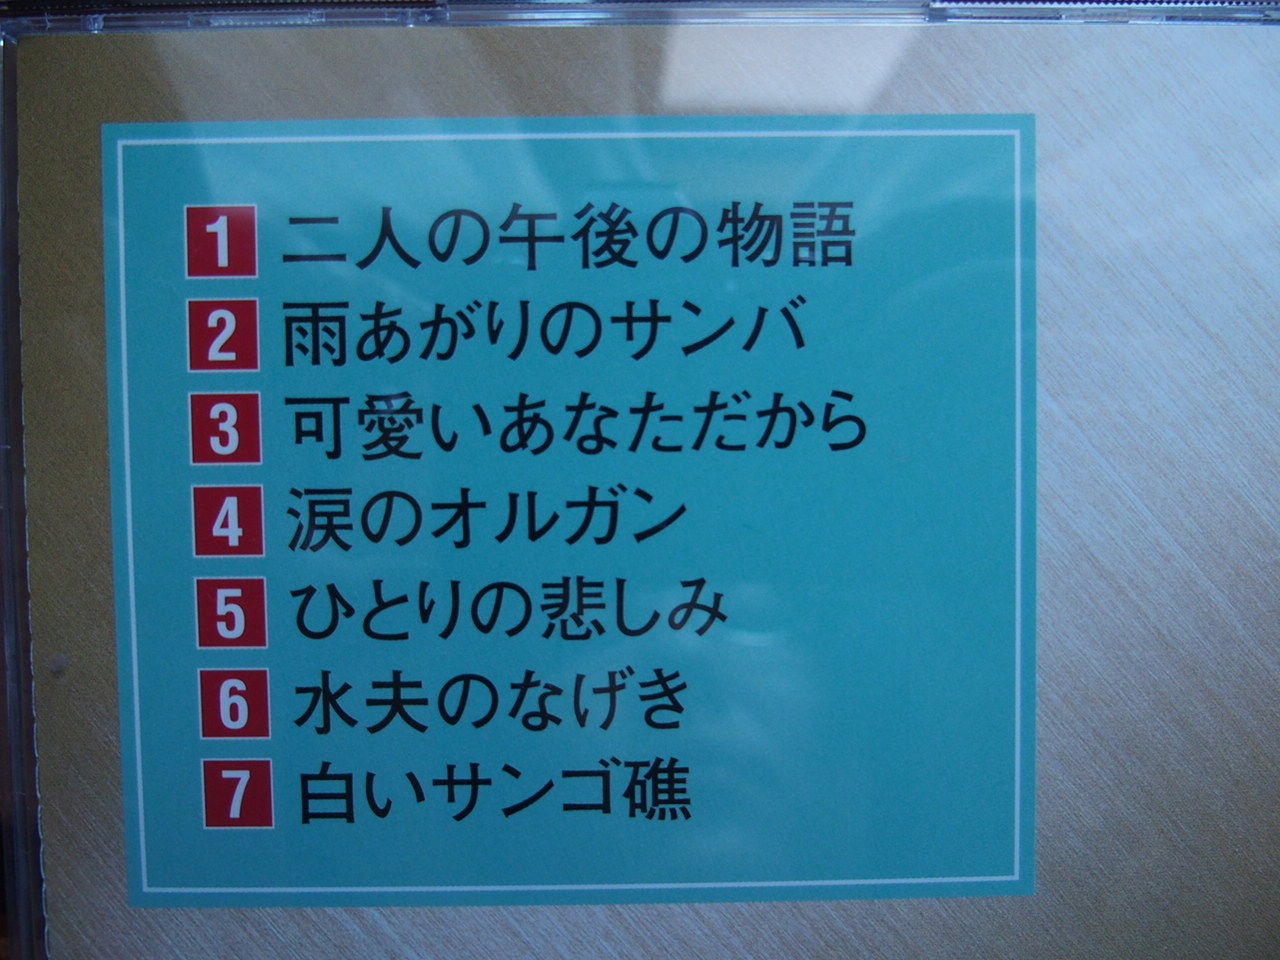 1 二人の午後の物語
2 雨あがりのサンバ
3 可愛いあなただから
4 涙のオルガン
5 ひとりの悲しみ
6 水夫のなげき
7 白いサンゴ礁